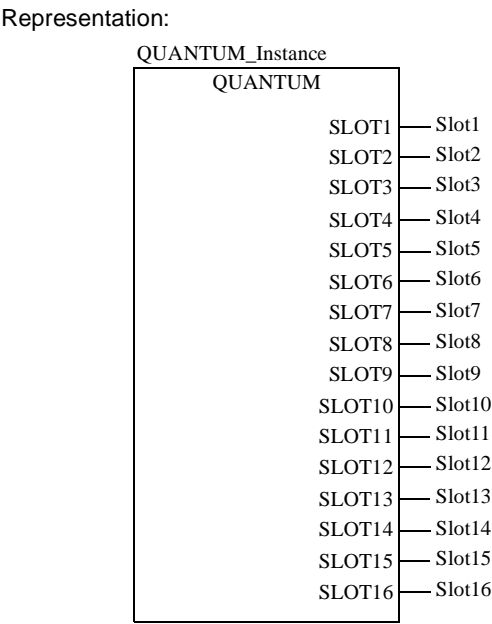 Representation:
QUANTUM_Instance
QUANTUM
SLOT1 Slot1
SLOT2 Slot2
SLOT3 Slot3
SLOT4 Slot4
SLOT5 Slot5
SLOT6 Slot6
SLOT7 Slot7
SLOT8 Slot8
SLOT9 Slot9
SLOT10 Slot10
SLOT11 Slot11
SLOT12 Slot12
SLOT13 Slot13
SLOT14 Slot14
SLOT15 Slot15
SLOT16 Slot16